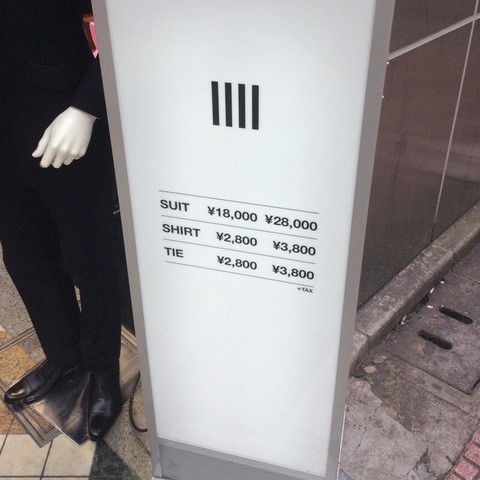 SUIT ¥18,000 ¥28,000
SHIRT ¥2,800 ¥3,800
TIE ¥2,800 ¥3,800
+TAX